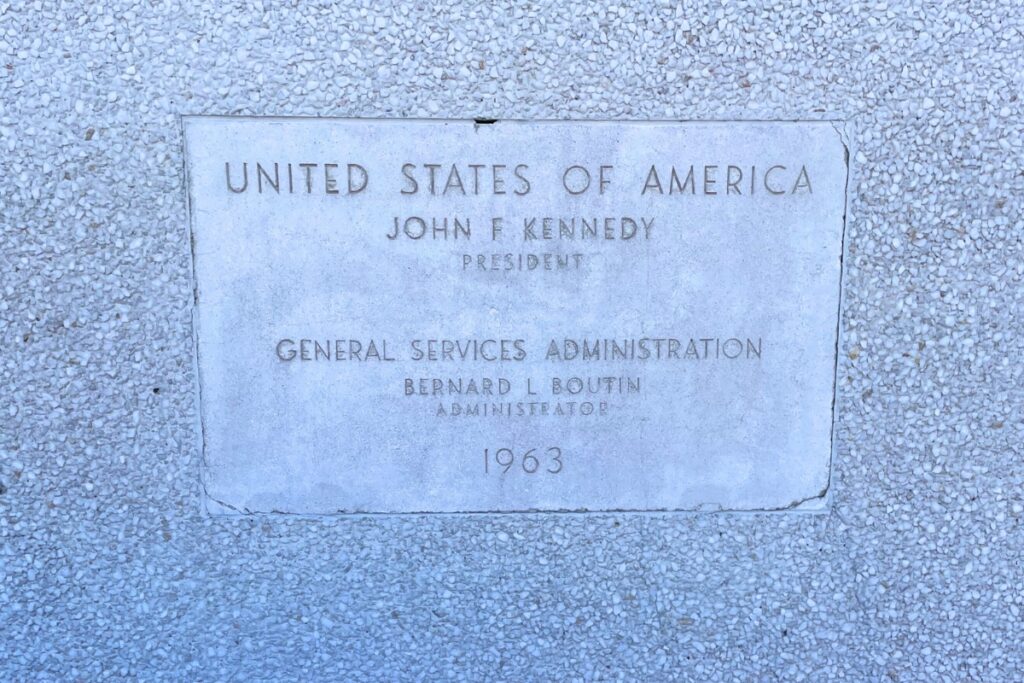 UNITED STATES OF AMERICA
JOHN F KENNEDY
PRESIDENT
GENERAL SERVICES ADMINISTRATION
BERNARD L BOUTIN
ADMINISTRATOR
1963